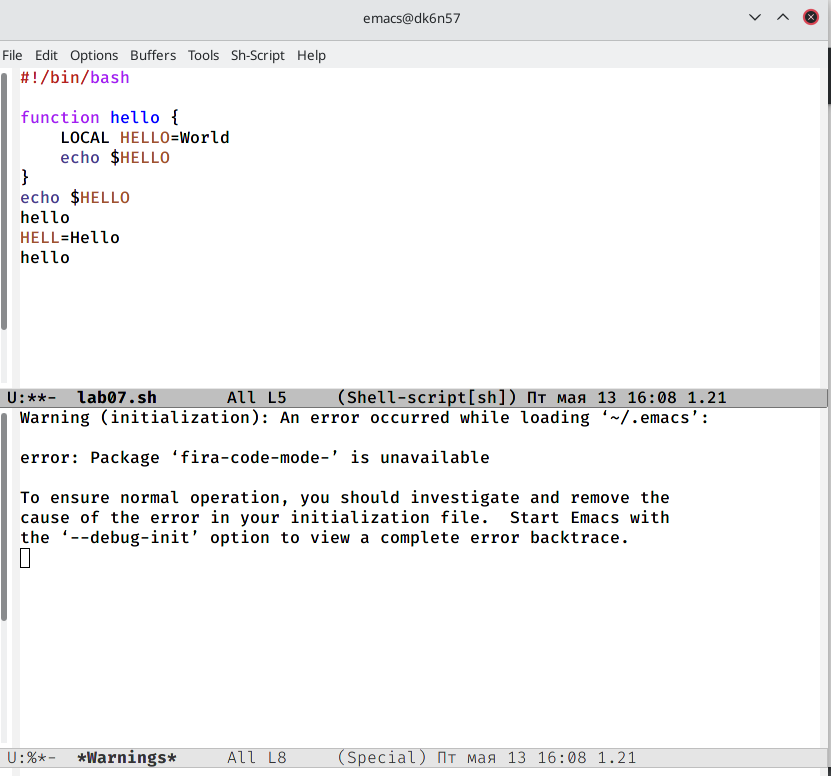 emacs@dk6n57
File Edit Options Buffers Tools Sh-Script Help
#!/bin/bash
function hello {
    LOCAL HELLO=World
    echo $HELLO
}
echo $HELLO
hello
HELL=Hello
hello
U:**-  lab07.sh       All L5     (Shell-script[sh]) Пт мая 13 16:08 1.21
Warning (initialization): An error occurred while loading ‘~/.emacs’:
error: Package ‘fira-code-mode-’ is unavailable
To ensure normal operation, you should investigate and remove the
cause of the error in your initialization file.  Start Emacs with
the ‘--debug-init’ option to view a complete error backtrace.
U:%*-  *Warnings*     All L8     (Special) Пт мая 13 16:08 1.21